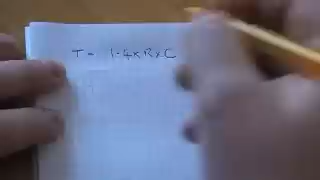 T = 1.4 x R x C